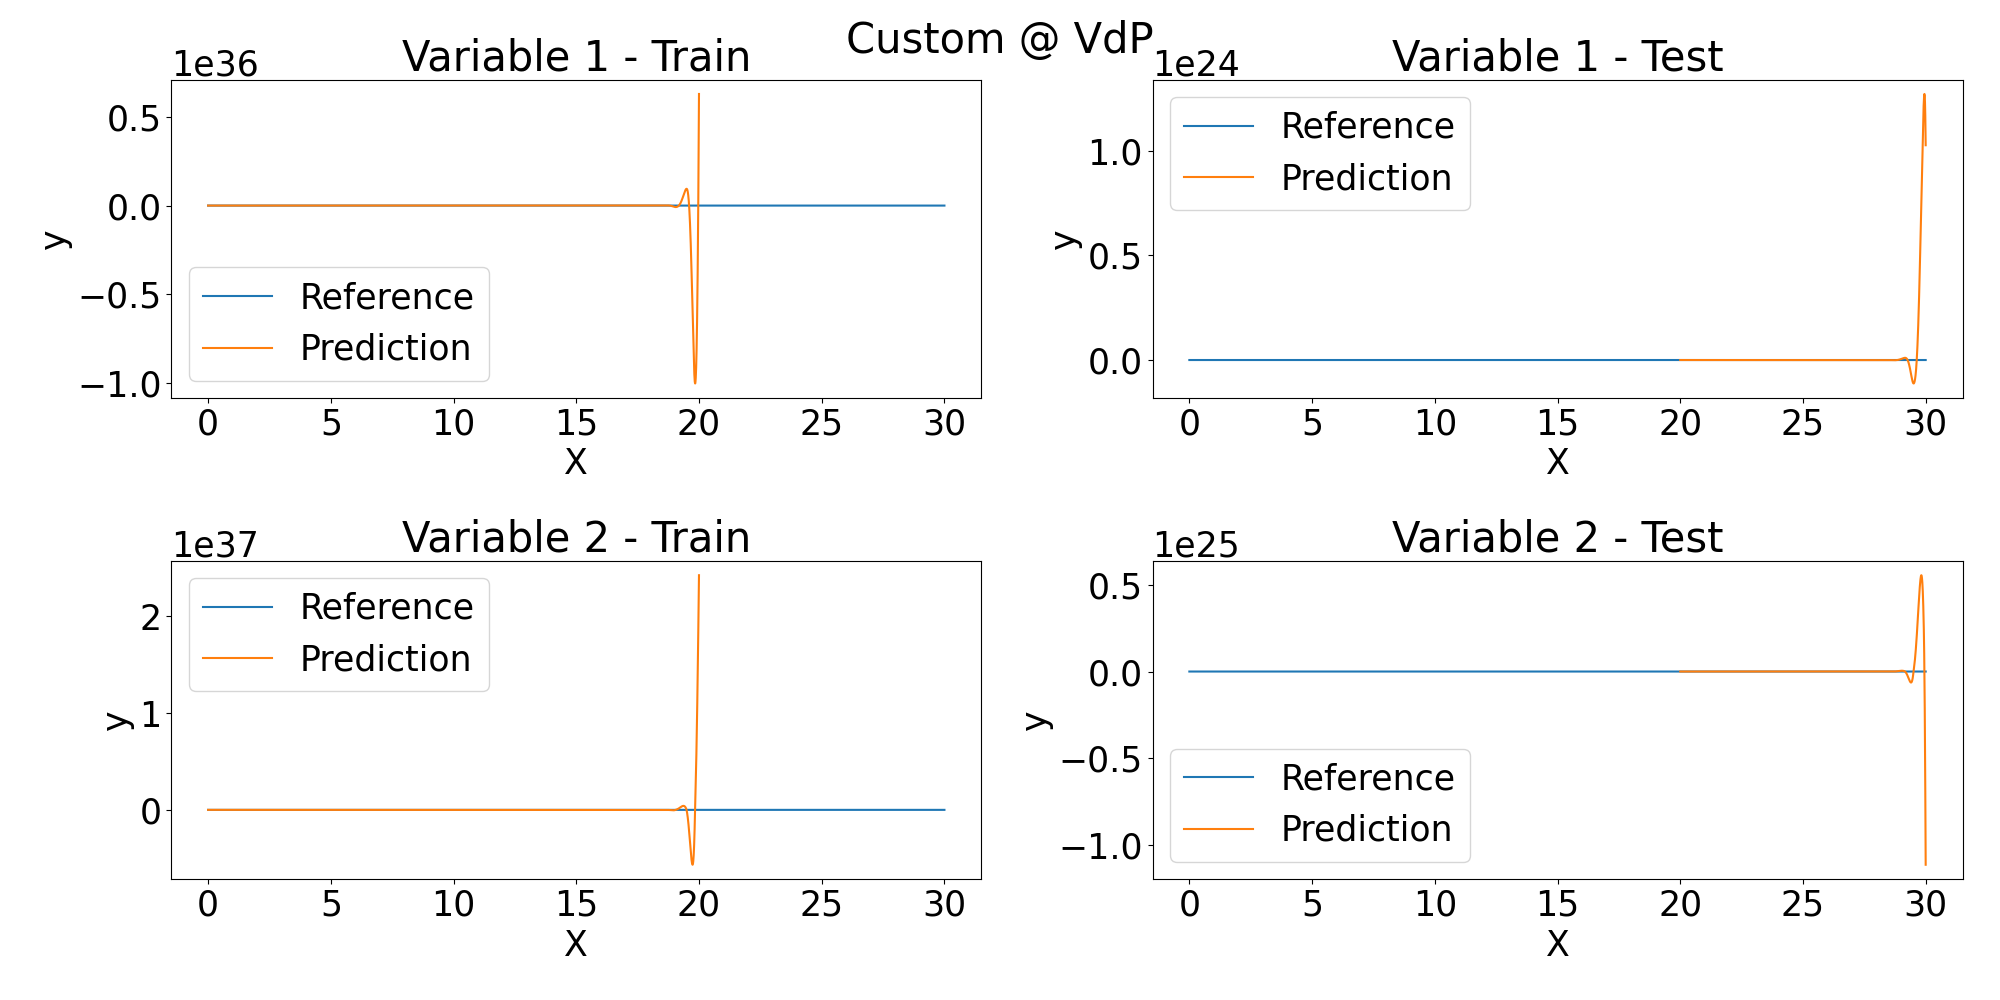 Custom @ VdP
Variable 1 - Train
1e36
0.5
0.0
−0.5
−1.0
y
Reference
Prediction
0 5 10 15 20 25 30
X
Variable 1 - Test
1e24
1.0
0.5
0.0
y
Reference
Prediction
0 5 10 15 20 25 30
X
Variable 2 - Train
1e37
2
1
0
y
Reference
Prediction
0 5 10 15 20 25 30
X
Variable 2 - Test
1e25
0.5
0.0
−0.5
−1.0
y
Reference
Prediction
0 5 10 15 20 25 30
X